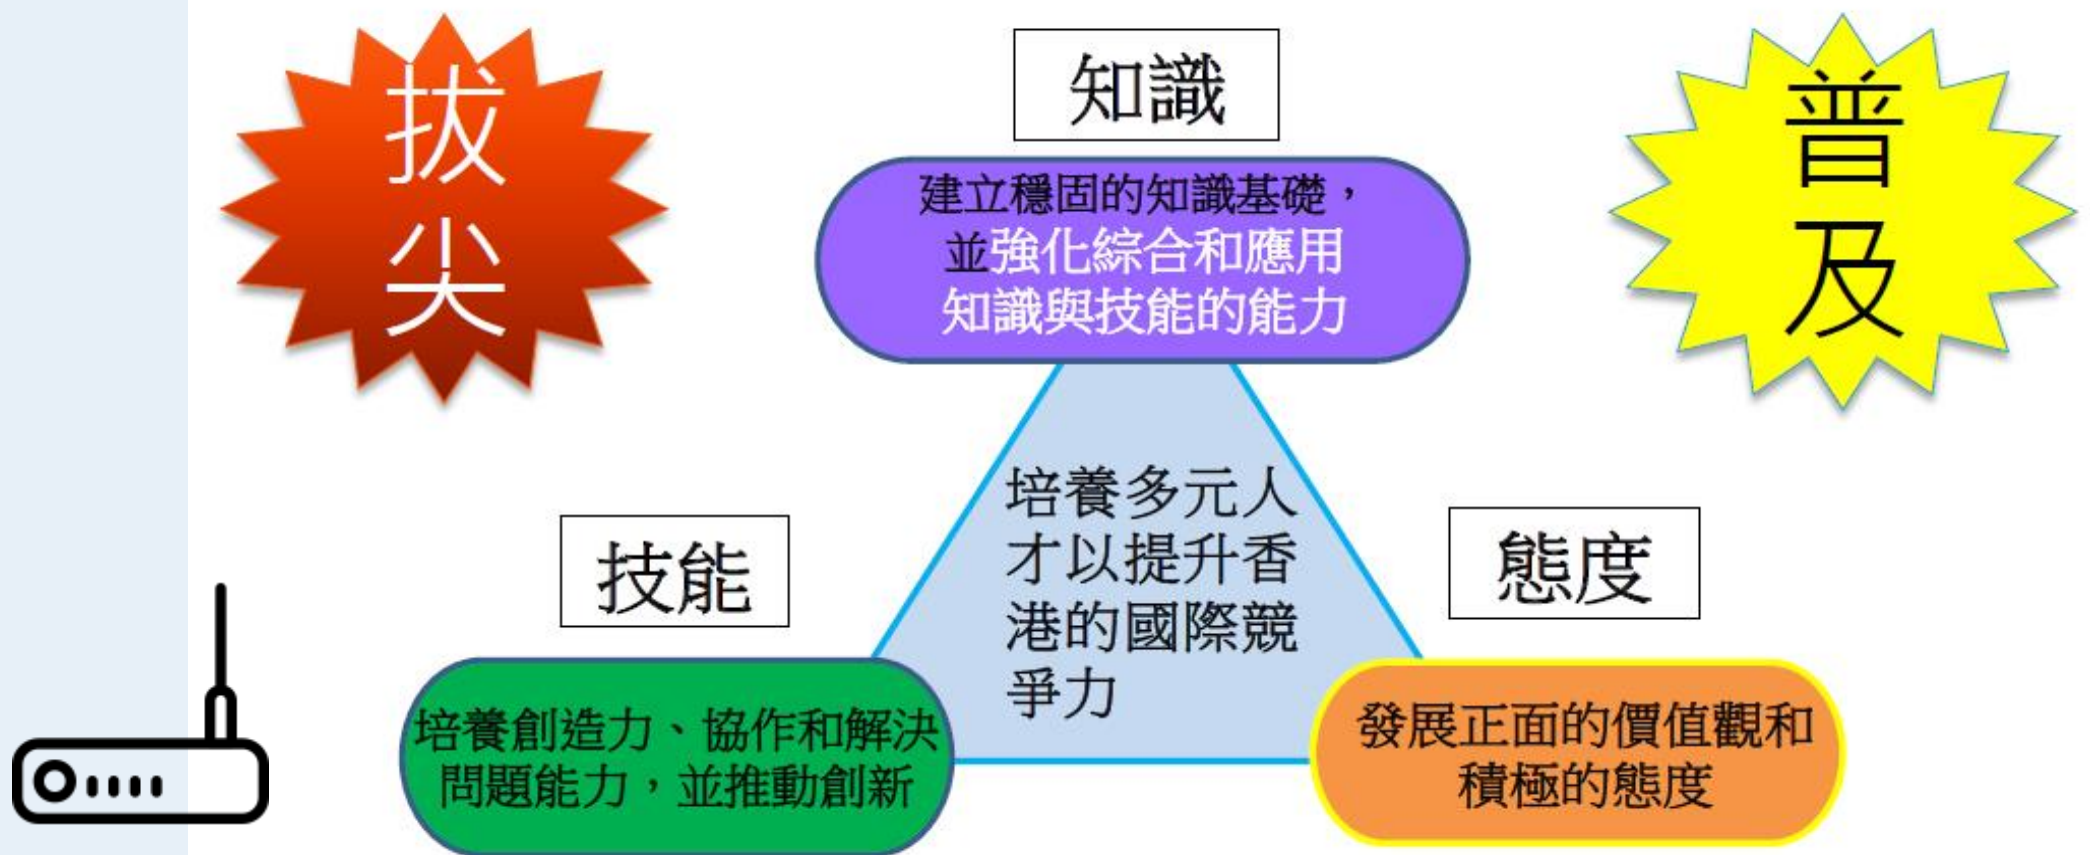 拔
尖
知識
普
及
建立穩固的知識基礎，
並強化綜合和應用
知識與技能的能力
培養多元人
才以提升香
港的國際競
爭力
技能
態度
培養創造力、協作和解決
問題能力，並推動創新
發展正面的價值觀和
積極的態度